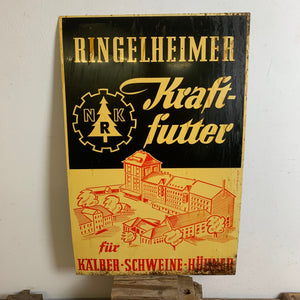 RINGELHEIMER
Kraft-
futter
N R K
für
KÄLBER-SCHWEINE-HÜHNER